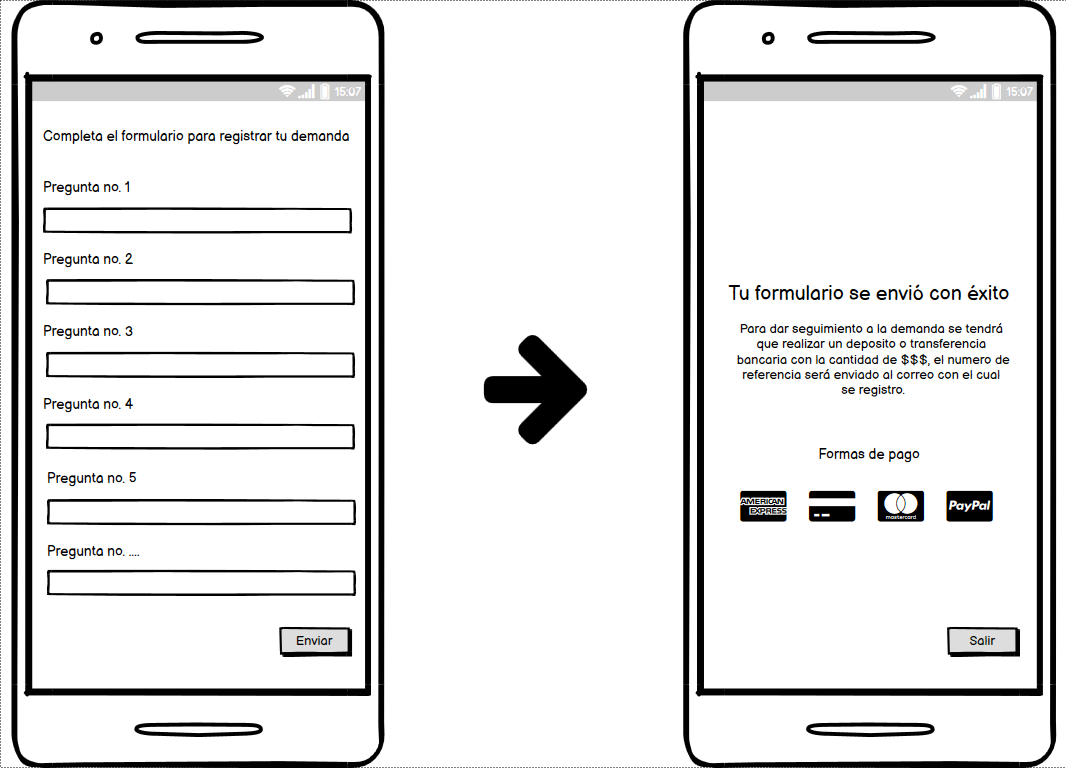 15:07
Completa el formulario para registrar tu demanda
Pregunta no. 1
Pregunta no. 2
Pregunta no. 3
Pregunta no. 4
Pregunta no. 5
Pregunta no. ....
Enviar
15:07
Tu formulario se envió con éxito
Para dar seguimiento a la demanda se tendrá
que realizar un deposito o transferencia
bancaria con la cantidad de $$$, el numero de
referencia será enviado al correo con el cual
se registro.
Formas de pago
AMERICAN
EXPRESS
mastercard
PayPal
Salir